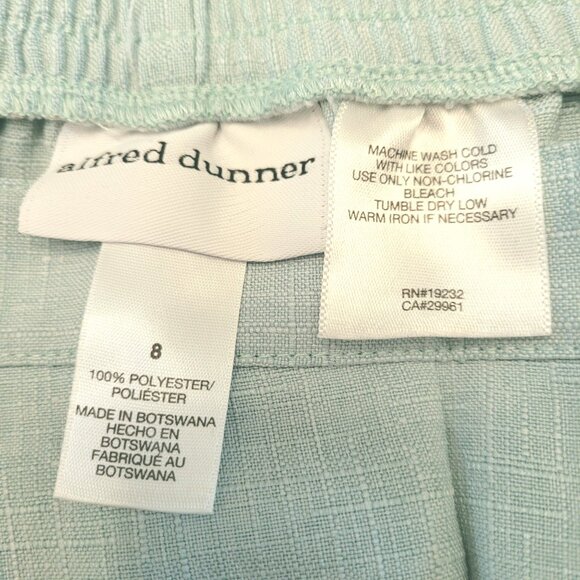 alfred dunner
8
100% POLYESTER/
POLIÉSTER
MADE IN BOTSWANA
HECHO EN
BOTSWANA
FABRIQUÉ AU
BOTSWANA
MACHINE WASH COLD
WITH LIKE COLORS
USE ONLY NON-CHLORINE
BLEACH
TUMBLE DRY LOW
WARM IRON IF NECESSARY
RN#19232
CA#29961